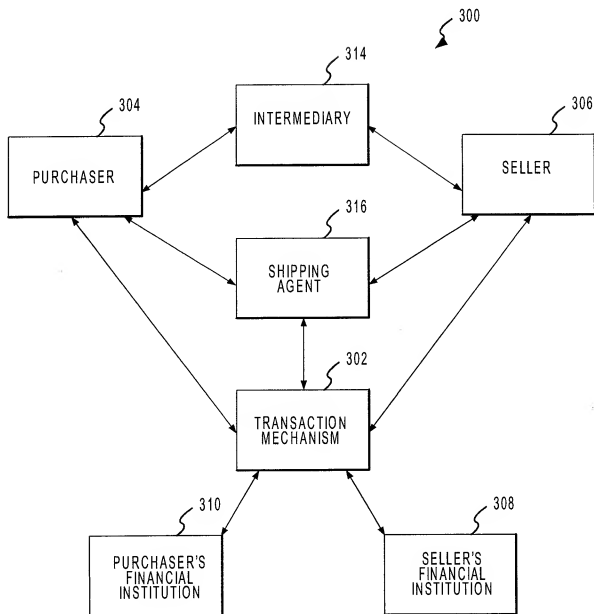 300
314
304
306
INTERMEDIARY
PURCHASER
SELLER
316
SHIPPING
AGENT
302
TRANSACTION
MECHANISM
310
308
PURCHASER'S
FINANCIAL
INSTITUTION
SELLER'S
FINANCIAL
INSTITUTION